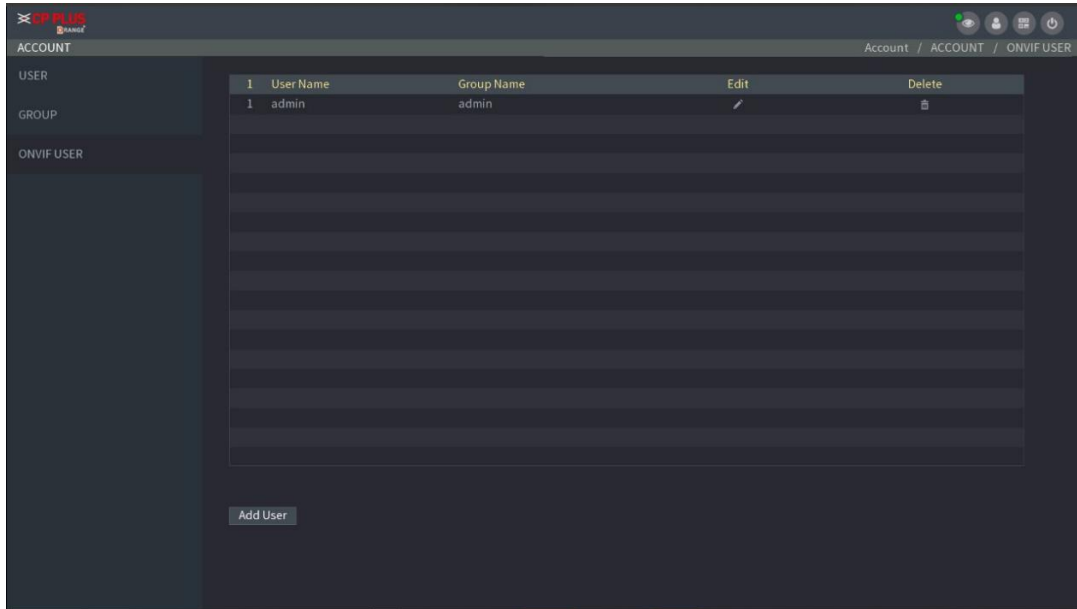 CP PLUS
ORANGE
ACCOUNT
Account / ACCOUNT / ONVIF USER
USER
GROUP
ONVIF USER
1 User Name Group Name Edit Delete
1 admin admin
Add User